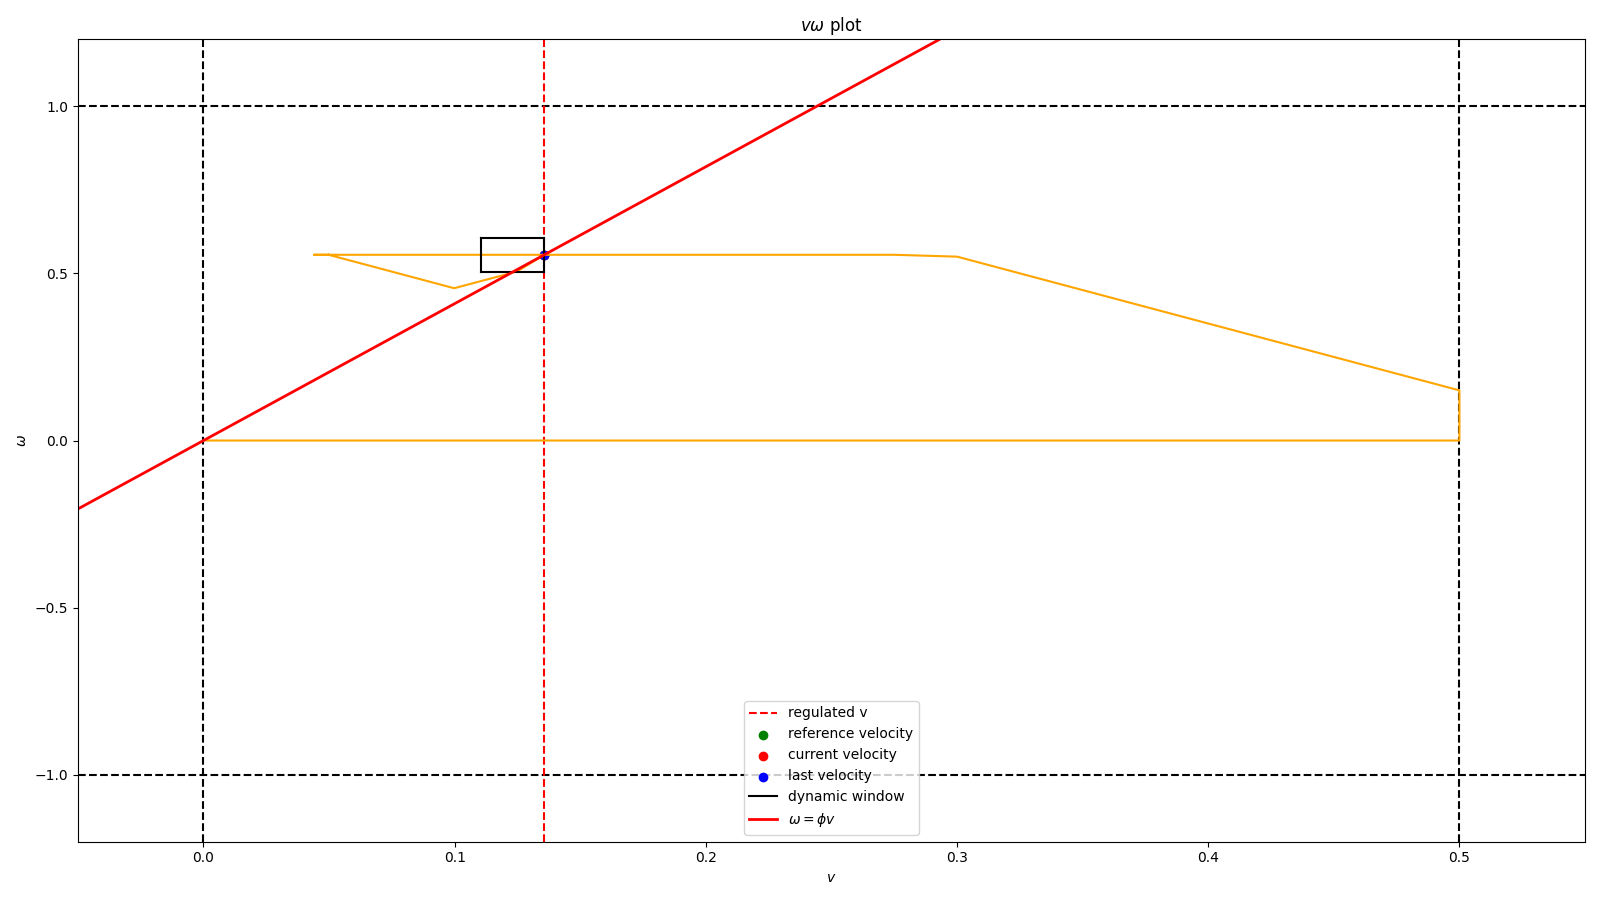 vω plot
1.0
0.5
0.0
−0.5
−1.0
ω
0.0 0.1 0.2 0.3 0.4 0.5
v
regulated v
reference velocity
current velocity
last velocity
dynamic window
ω = ϕv